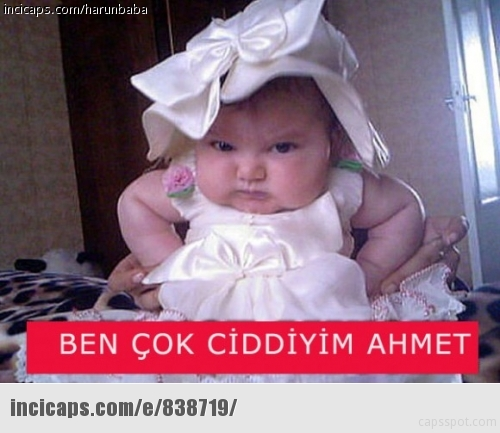 incicaps.com/harunbaba
BEN ÇOK CİDDİYİM AHMET
incicaps.com/e/838719/
capsspot.com